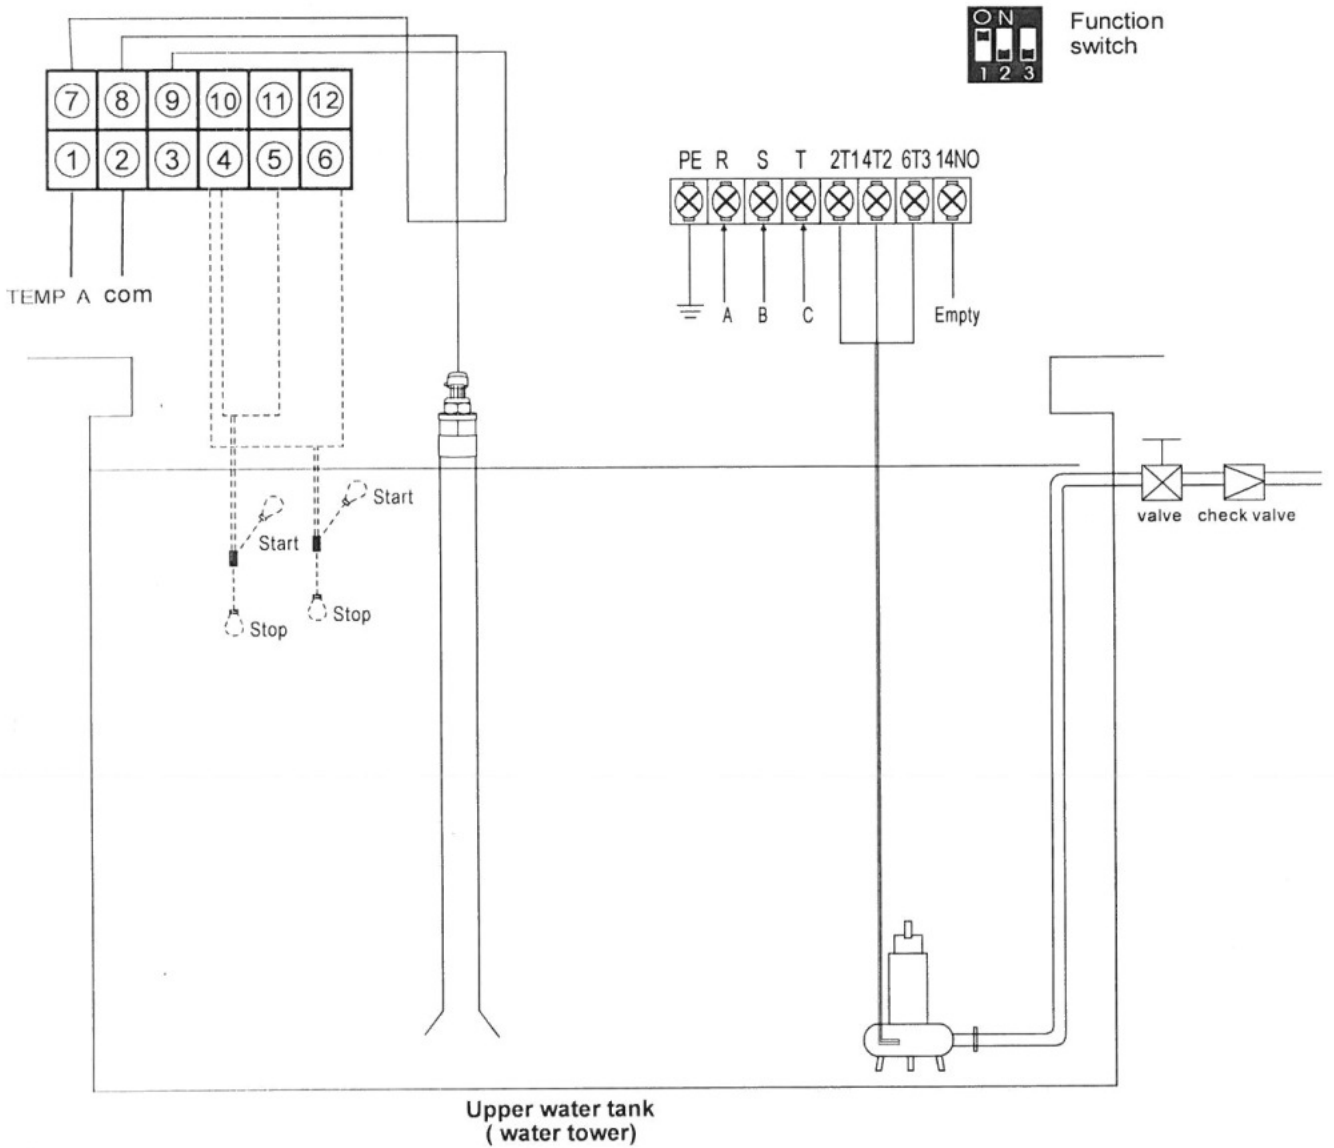 ON
1 2 3
Function
switch
7 8 9 10 11 12
1 2 3 4 5 6
PE R S T 2T1 4T2 6T3 14NO
TEMP A com
A B C Empty
Start
Start
valve check valve
Stop
Stop
Upper water tank
( water tower)